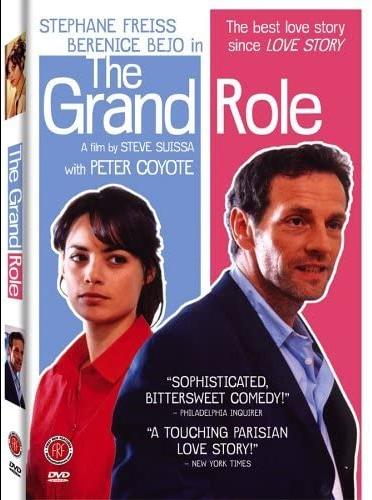 STEPHANE FREISS
BERENICE BEJO in
The
Grand Role
A film by STEVE SUISSA
with PETER COYOTE
The best love story
since LOVE STORY
"SOPHISTICATED,
BITTERSWEET COMEDY!"
– PHILADELPHIA INQUIRER
"A TOUCHING PARISIAN
LOVE STORY!"
– NEW YORK TIMES
DVD
The Grand Role
FRF
DVD